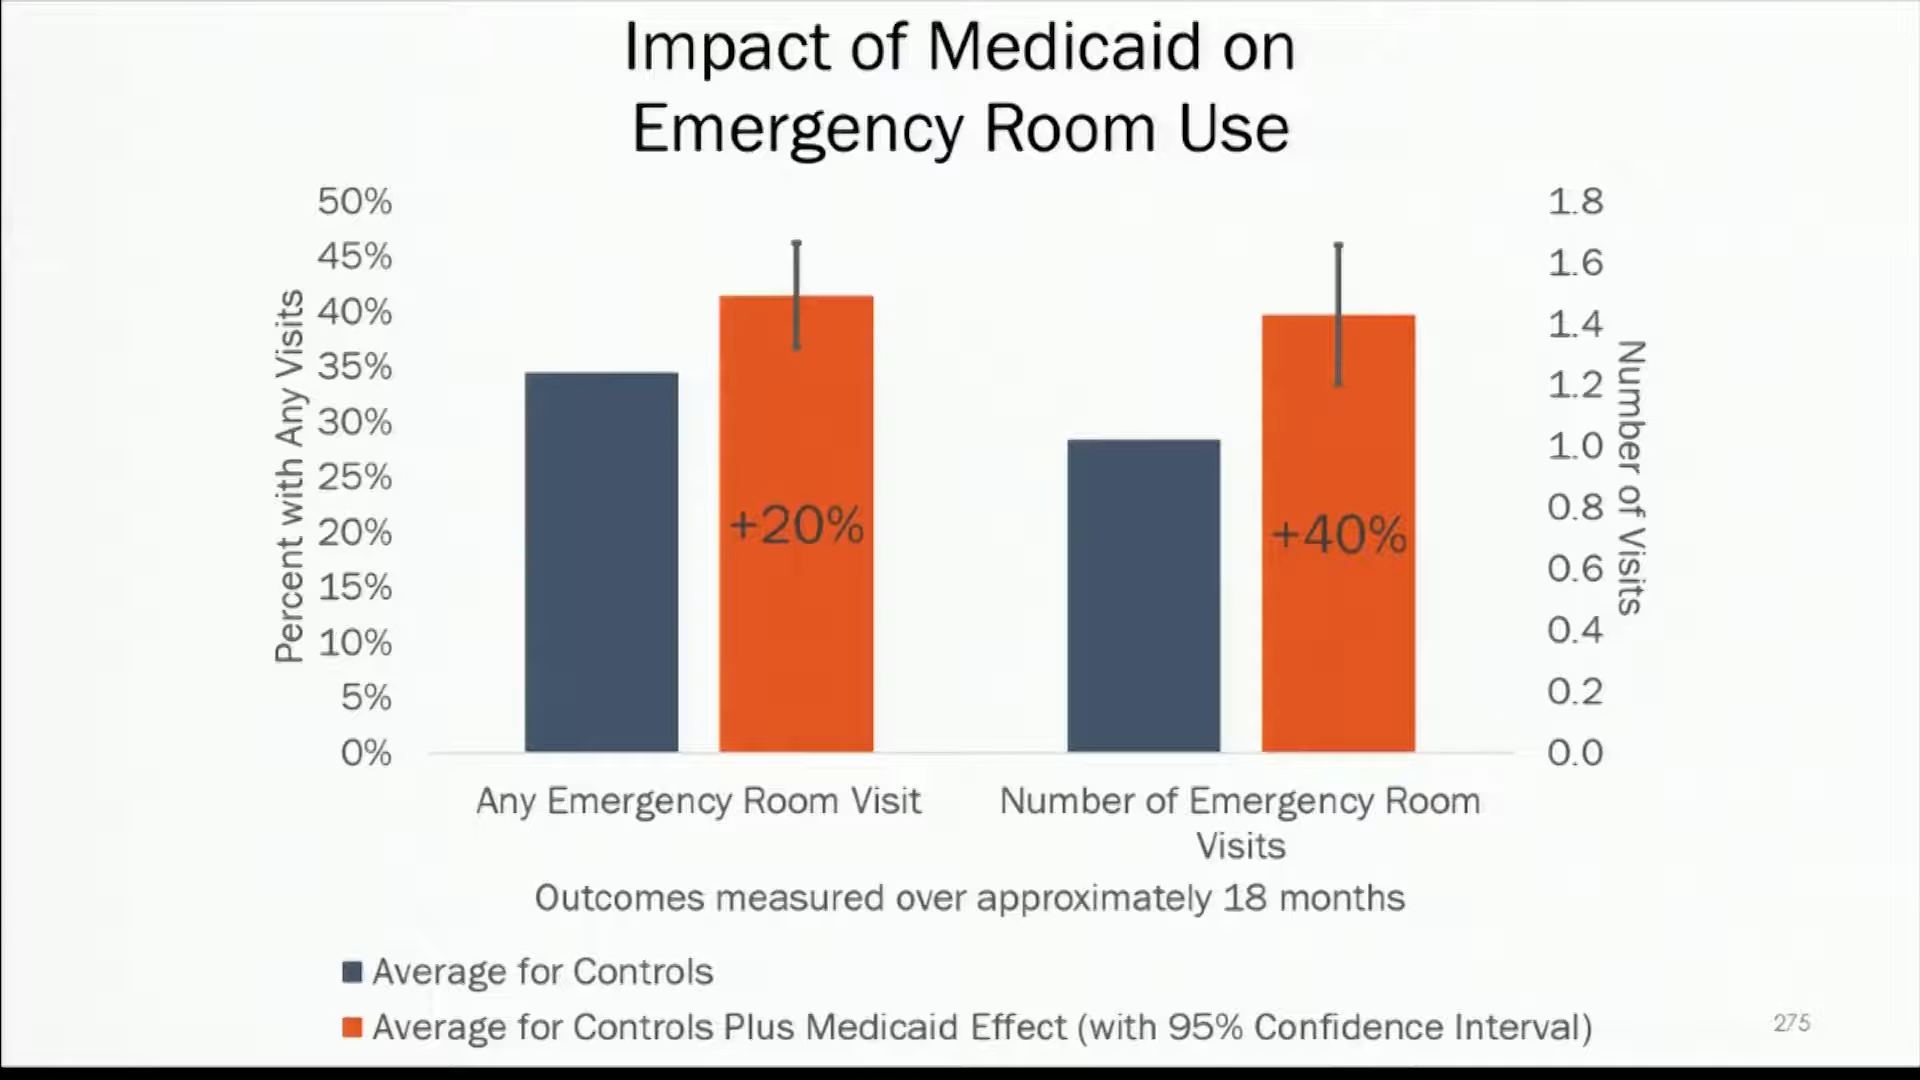 Impact of Medicaid on
Emergency Room Use
50%
45%
40%
35%
30%
25%
20%
15%
10%
5%
0%
Percent with Any Visits
+20%
+40%
1.8
1.6
1.4
1.2
1.0
0.8
0.6
0.4
0.2
0.0
Number of Visits
Any Emergency Room Visit
Number of Emergency Room
Visits
Outcomes measured over approximately 18 months
Average for Controls
Average for Controls Plus Medicaid Effect (with 95% Confidence Interval)
275